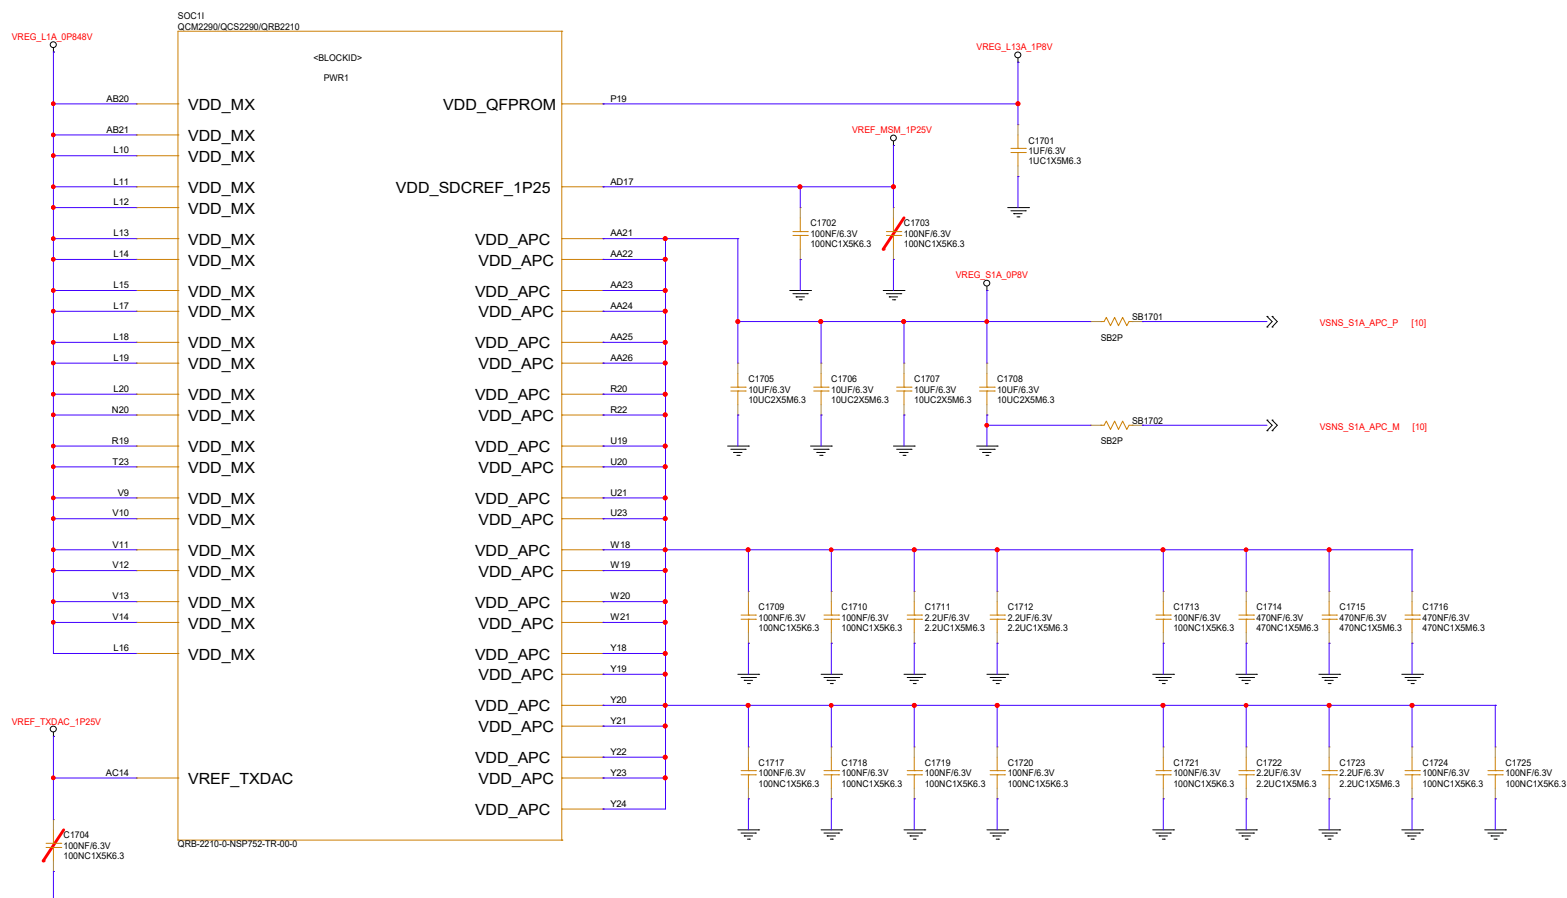 SOC1I
QCM2290/QCS2290/QRB2210
VREG_L1A_0P848V
<BLOCKID>
PWR1
VREG_L13A_1P8V
AB20 VDD_MX VDD_QFPROM P19
AB21 VDD_MX
L10 VDD_MX
L11 VDD_MX VDD_SDCREF_1P25 AD17
L12 VDD_MX
L13 VDD_MX VDD_APC AA21
L14 VDD_MX VDD_APC AA22
L15 VDD_MX VDD_APC AA23
L17 VDD_MX VDD_APC AA24
L18 VDD_MX VDD_APC AA25
L19 VDD_MX VDD_APC AA26
L20 VDD_MX VDD_APC R20
N20 VDD_MX VDD_APC R22
R19 VDD_MX VDD_APC U19
T23 VDD_MX VDD_APC U20
V9 VDD_MX VDD_APC U21
V10 VDD_MX VDD_APC U23
V11 VDD_MX VDD_APC W18
V12 VDD_MX VDD_APC W19
V13 VDD_MX VDD_APC W20
V14 VDD_MX VDD_APC W21
L16 VDD_MX VDD_APC Y18
VDD_APC Y19
VDD_APC Y20
VDD_APC Y21
VDD_APC Y22
AC14 VREF_TXDAC VDD_APC Y23
VDD_APC Y24
VREF_TXDAC_1P25V
C1704
100NF/6.3V
100NC1X5K6.3
QRB-2210-0-NSP752-TR-00-0
C1701
1UF/6.3V
1UC1X5M6.3
VREF_MSM_1P25V
C1702
100NF/6.3V
100NC1X5K6.3
C1703
100NF/6.3V
100NC1X5K6.3
VREG_S1A_0P8V
SB1701
SB2P
VSNS_S1A_APC_P [10]
C1705
10UF/6.3V
10UC2X5M6.3
C1706
10UF/6.3V
10UC2X5M6.3
C1707
10UF/6.3V
10UC2X5M6.3
C1708
10UF/6.3V
10UC2X5M6.3
SB1702
SB2P
VSNS_S1A_APC_M [10]
C1709
100NF/6.3V
100NC1X5K6.3
C1710
100NF/6.3V
100NC1X5K6.3
C1711
2.2UF/6.3V
2.2UC1X5M6.3
C1712
2.2UF/6.3V
2.2UC1X5M6.3
C1713
100NF/6.3V
100NC1X5K6.3
C1714
470NF/6.3V
470NC1X5M6.3
C1715
470NF/6.3V
470NC1X5M6.3
C1716
470NF/6.3V
470NC1X5M6.3
C1717
100NF/6.3V
100NC1X5K6.3
C1718
100NF/6.3V
100NC1X5K6.3
C1719
100NF/6.3V
100NC1X5K6.3
C1720
100NF/6.3V
100NC1X5K6.3
C1721
100NF/6.3V
100NC1X5K6.3
C1722
2.2UF/6.3V
2.2UC1X5M6.3
C1723
2.2UF/6.3V
2.2UC1X5M6.3
C1724
100NF/6.3V
100NC1X5K6.3
C1725
100NF/6.3V
100NC1X5K6.3